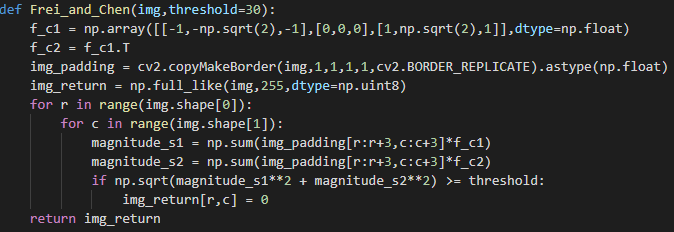 def Frei_and_Chen(img,threshold=30):
    f_c1 = np.array([[-1,-np.sqrt(2),-1],[0,0,0],[1,np.sqrt(2),1]],dtype=np.float)
    f_c2 = f_c1.T
    img_padding = cv2.copyMakeBorder(img,1,1,1,1,cv2.BORDER_REPLICATE).astype(np.float)
    img_return = np.full_like(img,255,dtype=np.uint8)
    for r in range(img.shape[0]):
        for c in range(img.shape[1]):
            magnitude_s1 = np.sum(img_padding[r:r+3,c:c+3]*f_c1)
            magnitude_s2 = np.sum(img_padding[r:r+3,c:c+3]*f_c2)
            if np.sqrt(magnitude_s1**2 + magnitude_s2**2) >= threshold:
                img_return[r,c] = 0
    return img_return